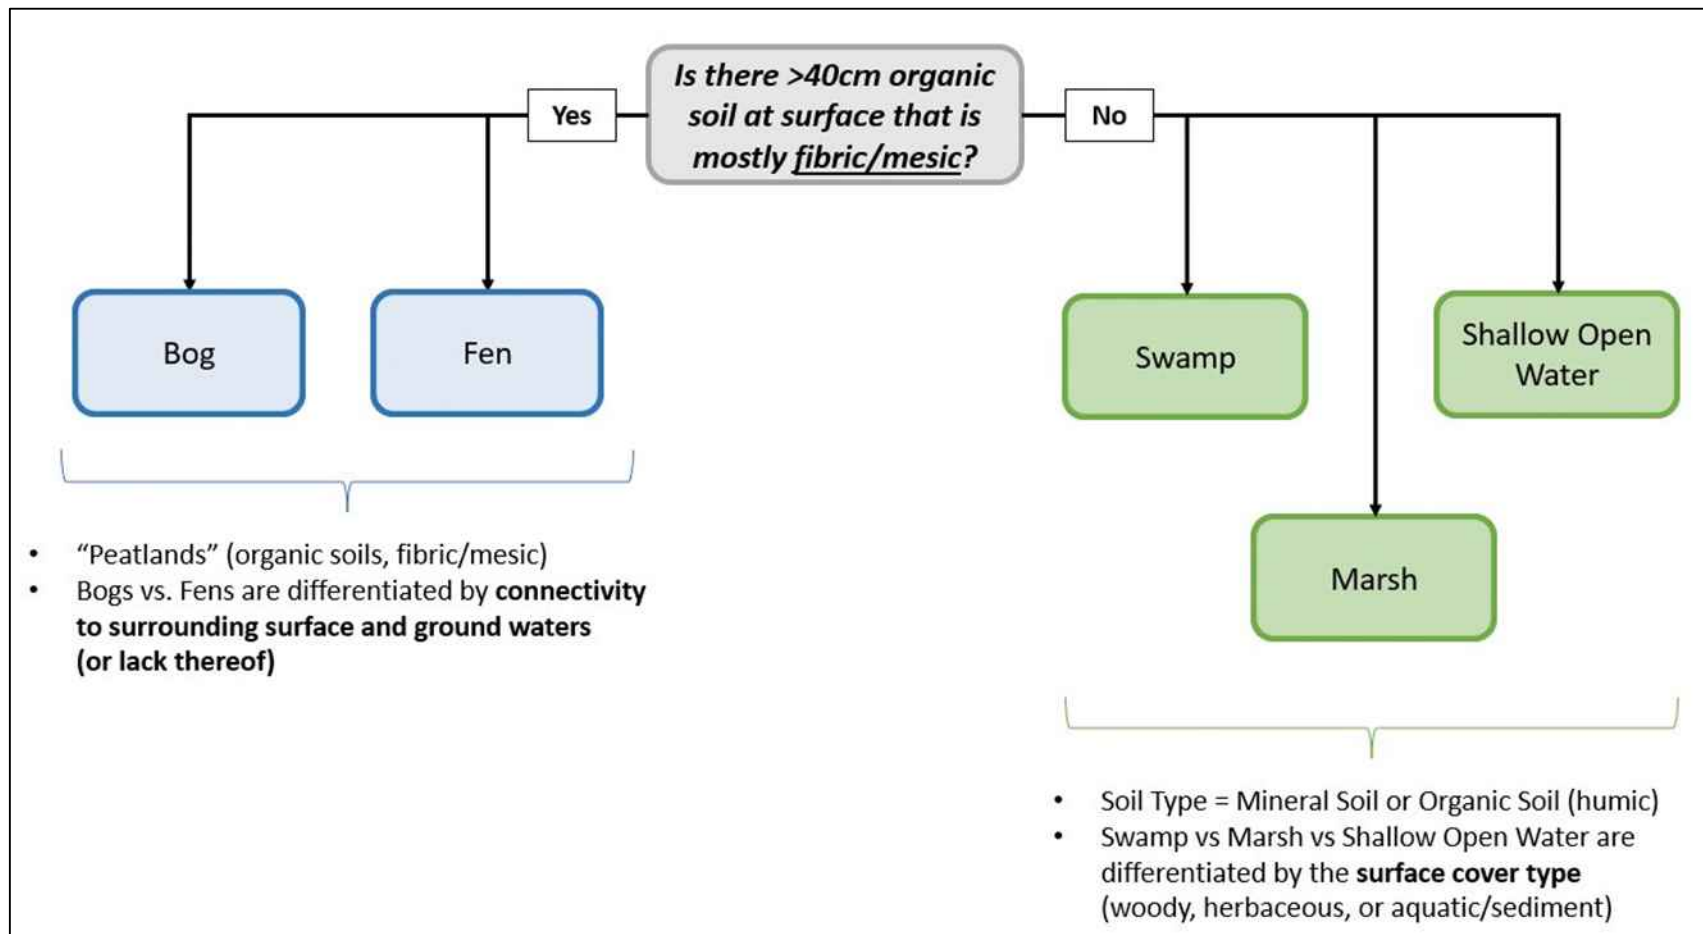 Is there >40cm organic
soil at surface that is
mostly fibric/mesic?
Yes
No
Bog
Fen
Swamp
Shallow Open
Water
Marsh
• “Peatlands” (organic soils, fibric/mesic)
• Bogs vs. Fens are differentiated by connectivity
to surrounding surface and ground waters
(or lack thereof)
• Soil Type = Mineral Soil or Organic Soil (humic)
• Swamp vs Marsh vs Shallow Open Water are
differentiated by the surface cover type
(woody, herbaceous, or aquatic/sediment)